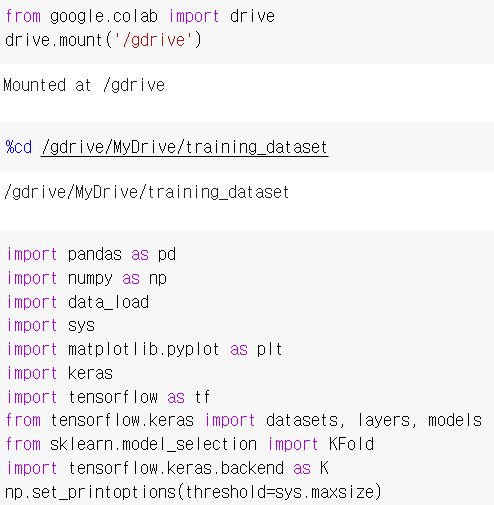 from google.colab import drive
drive.mount('/gdrive')
Mounted at /gdrive
%cd /gdrive/MyDrive/training_dataset
/gdrive/MyDrive/training_dataset
import pandas as pd
import numpy as np
import data_load
import sys
import matplotlib.pyplot as plt
import keras
import tensorflow as tf
from tensorflow.keras import datasets, layers, models
from sklearn.model_selection import KFold
import tensorflow.keras.backend as K
np.set_printoptions(threshold=sys.maxsize)